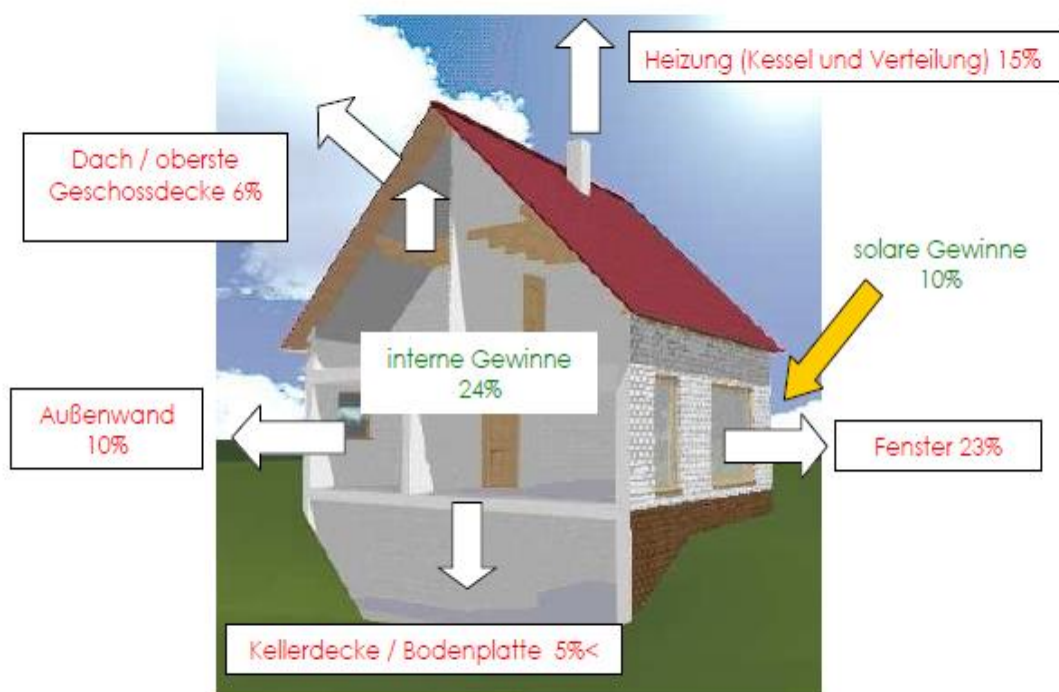 Heizung (Kessel und Verteilung) 15%
Dach / oberste
Geschossdecke 6%
solare Gewinne
10%
interne Gewinne
24%
Außenwand
10%
Fenster 23%
Kellerdecke / Bodenplatte 5%<